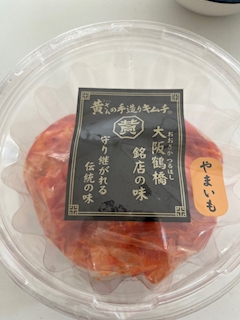 黄さんの手造りキムチ
黄
おおさかつるはし
大阪鶴橋
銘店の味
守り継がれる
伝統の味
やまいも